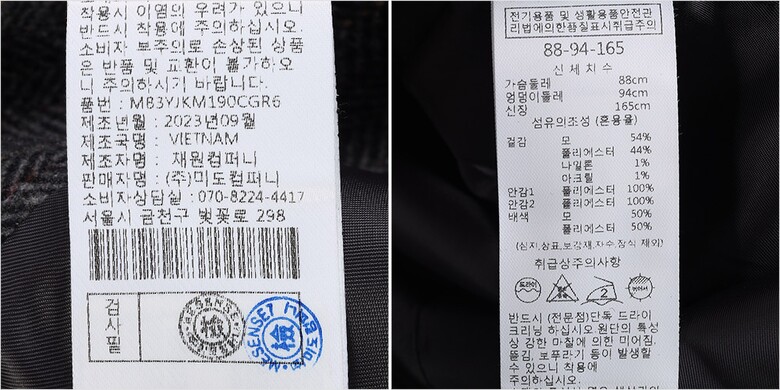 착용시 이염의 우려가 있으니
반드시 착용에 주의하십시오.
소비자 부주의로 손상된 상품
은 반품 및 교환이 불가하오
니 주의하시기 바랍니다.
품번 : MB3YJKM190CGR6
제조년월 : 2023년09월
제조국명 : VIETNAM
제조자명 : 채원컴퍼니
판매자명 : (주)미도컴퍼니
소비자상담실 : 070-8224-4417
서울시 금천구 벚꽃로 298
검사필
전기용품 및 생활용품안전관
리법에의한품질표시취급주의
88-94-165
신체치수
가슴둘레 88cm
엉덩이둘레 94cm
신장 165cm
섬유의조성 (혼용율)
겉감 모 54%
폴리에스터 44%
나일론 1%
아크릴 1%
안감1 폴리에스터 100%
안감2 폴리에스터 100%
배색 모 50%
폴리에스터 50%
(심지,상표,보강재,자수,장식 제외)
취급상주의사항
드라이
2
반드시 (전문점)단독 드라이
크리닝 하십시오.원단의 특성
상 강한 마찰에 의한 미어짐,
뜯김, 보푸라기 등이 발생할
수 있으니 착용에
주의하십시오.